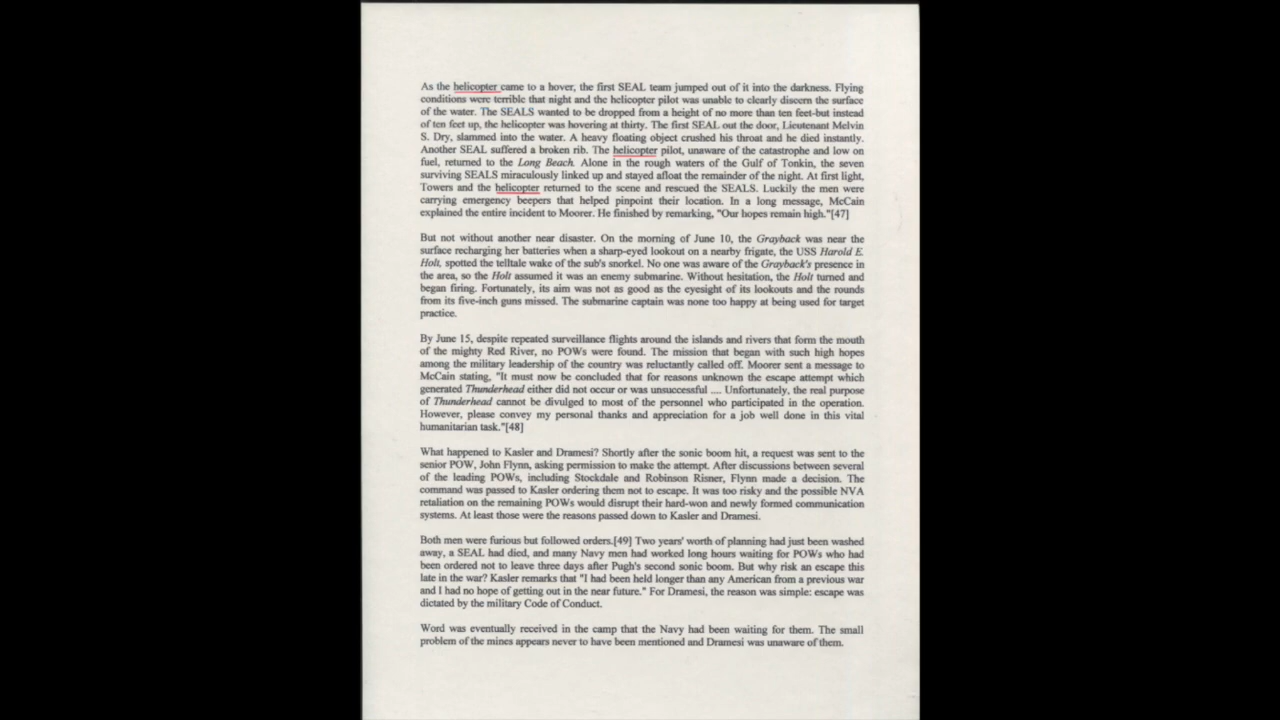 As the helicopter came to a hover, the first SEAL team jumped out of it into the darkness. Flying
conditions were terrible that night and the helicopter pilot was unable to clearly discern the surface
of the water. The SEALS wanted to be dropped from a height of no more than ten feet-but instead
of ten feet up, the helicopter was hovering at thirty. The first SEAL out the door, Lieutenant Melvin
S. Dry, slammed into the water. A heavy floating object crushed his throat and he died instantly.
Another SEAL suffered a broken rib. The helicopter pilot, unaware of the catastrophe and low on
fuel, returned to the Long Beach. Alone in the rough waters of the Gulf of Tonkin, the seven
surviving SEALS miraculously linked up and stayed afloat the remainder of the night. At first light,
Towers and the helicopter returned to the scene and rescued the SEALS. Luckily the men were
carrying emergency beepers that helped pinpoint their location. In a long message, McCain
explained the entire incident to Moorer. He finished by remarking, "Our hopes remain high."[47]
But not without another near disaster. On the morning of June 10, the Grayback was near the
surface recharging her batteries when a sharp-eyed lookout on a nearby frigate, the USS Harold E.
Holt, spotted the telltale wake of the sub's snorkel. No one was aware of the Grayback's presence in
the area, so the Holt assumed it was an enemy submarine. Without hesitation, the Holt turned and
began firing. Fortunately, its aim was not as good as the eyesight of its lookouts and the rounds
from its five-inch guns missed. The submarine captain was none too happy at being used for target
practice.
By June 15, despite repeated surveillance flights around the islands and rivers that form the mouth
of the mighty Red River, no POWs were found. The mission that began with such high hopes
among the military leadership of the country was reluctantly called off. Moorer sent a message to
McCain stating, "It must now be concluded that for reasons unknown the escape attempt which
generated Thunderhead either did not occur or was unsuccessful .... Unfortunately, the real purpose
of Thunderhead cannot be divulged to most of the personnel who participated in the operation.
However, please convey my personal thanks and appreciation for a job well done in this vital
humanitarian task."[48]
What happened to Kasler and Dramesi? Shortly after the sonic boom hit, a request was sent to the
senior POW, John Flynn, asking permission to make the attempt. After discussions between several
of the leading POWs, including Stockdale and Robinson Risner, Flynn made a decision. The
command was passed to Kasler ordering them not to escape. It was too risky and the possible NVA
retaliation on the remaining POWs would disrupt their hard-won and newly formed communication
systems. At least those were the reasons passed down to Kasler and Dramesi.
Both men were furious but followed orders.[49] Two years' worth of planning had just been washed
away, a SEAL had died, and many Navy men had worked long hours waiting for POWs who had
been ordered not to leave three days after Pugh's second sonic boom. But why risk an escape this
late in the war? Kasler remarks that "I had been held longer than any American from a previous war
and I had no hope of getting out in the near future." For Dramesi, the reason was simple: escape was
dictated by the military Code of Conduct.
Word was eventually received in the camp that the Navy had been waiting for them. The small
problem of the mines appears never to have been mentioned and Dramesi was unaware of them.